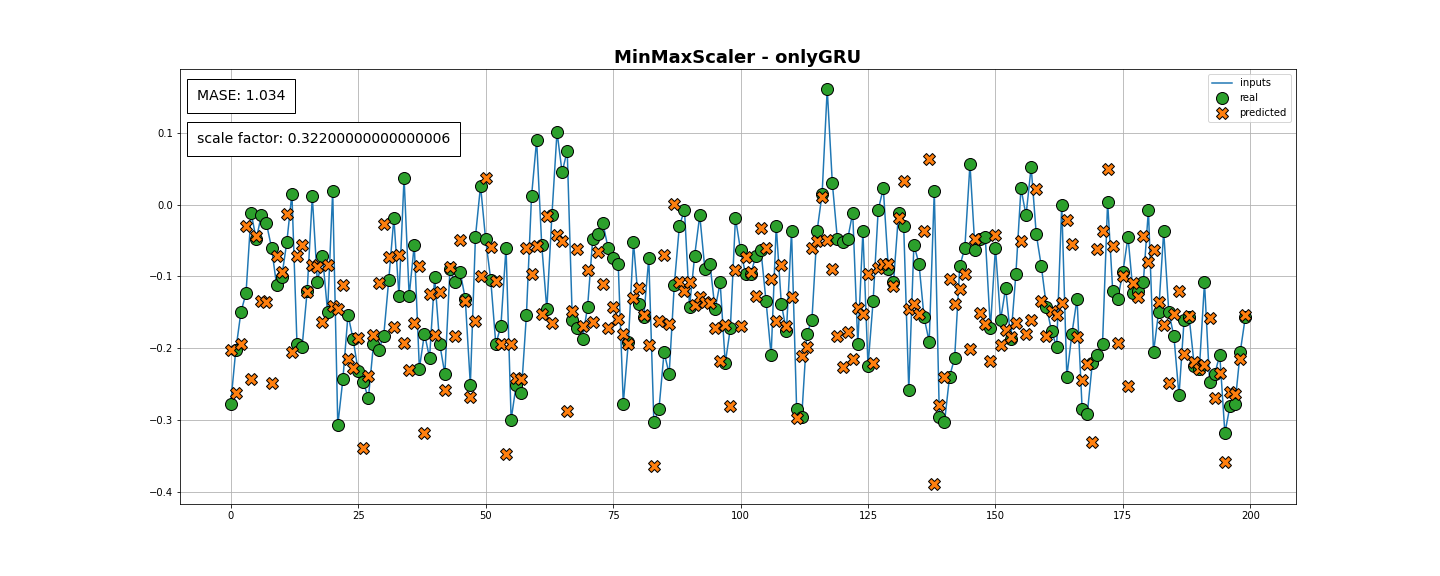 MinMaxScaler - onlyGRU
MASE: 1.034
scale factor: 0.32200000000000006
inputs
real
predicted
0.1
0.0
−0.1
−0.2
−0.3
−0.4
0 25 50 75 100 125 150 175 200